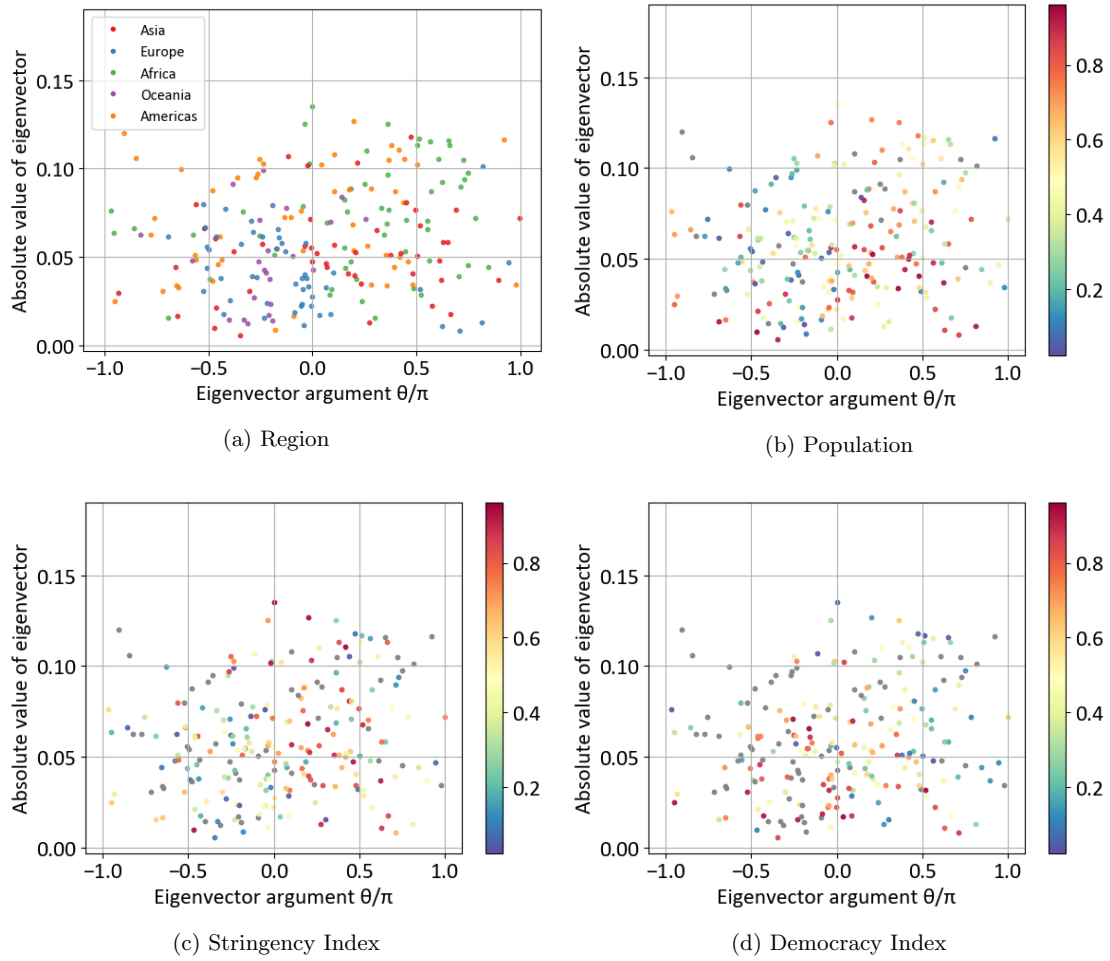 Asia
Europe
Africa
Oceania
Americas
Absolute value of eigenvector
0.15
0.10
0.05
0.00
−1.0 −0.5 0.0 0.5 1.0
Eigenvector argument θ/π
(a) Region
Absolute value of eigenvector
0.15
0.10
0.05
0.00
−1.0 −0.5 0.0 0.5 1.0
Eigenvector argument θ/π
0.8
0.6
0.4
0.2
(b) Population
Absolute value of eigenvector
0.15
0.10
0.05
0.00
−1.0 −0.5 0.0 0.5 1.0
Eigenvector argument θ/π
0.8
0.6
0.4
0.2
(c) Stringency Index
Absolute value of eigenvector
0.15
0.10
0.05
0.00
−1.0 −0.5 0.0 0.5 1.0
Eigenvector argument θ/π
0.8
0.6
0.4
0.2
(d) Democracy Index